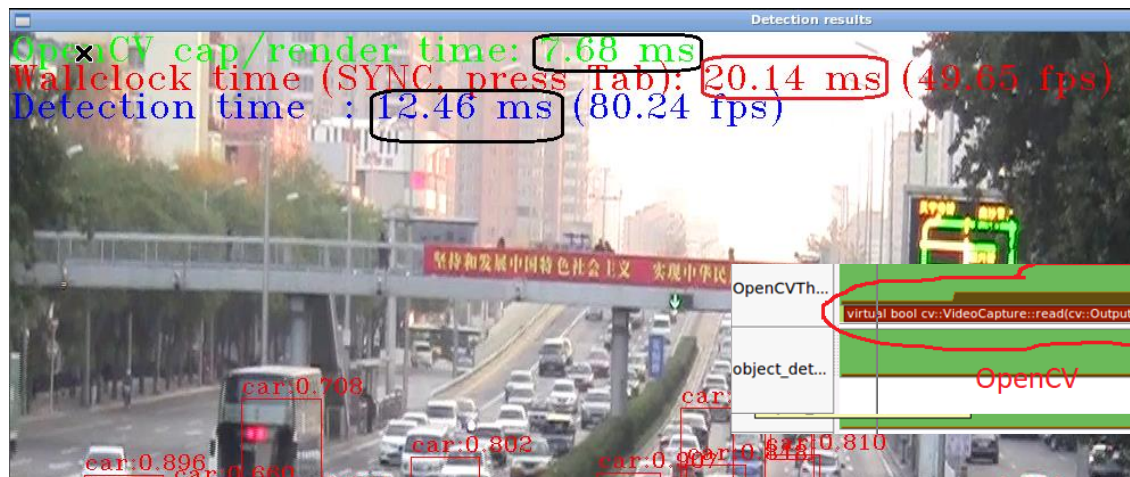 Detection results
OpenCV cap/render time: 7.68 ms
Wallclock time (SYNC, press Tab): 20.14 ms (49.65 fps)
Detection time : 12.46 ms (80.24 fps)
坚持和发展中国特色社会主义 实现中华民
OpenCVTh...
virtual bool cv::VideoCapture::read(cv::Output
object_det...
OpenCV
car:0.708
car:0.802
car:0.896
car:0.660
car:0.907
car:0.810